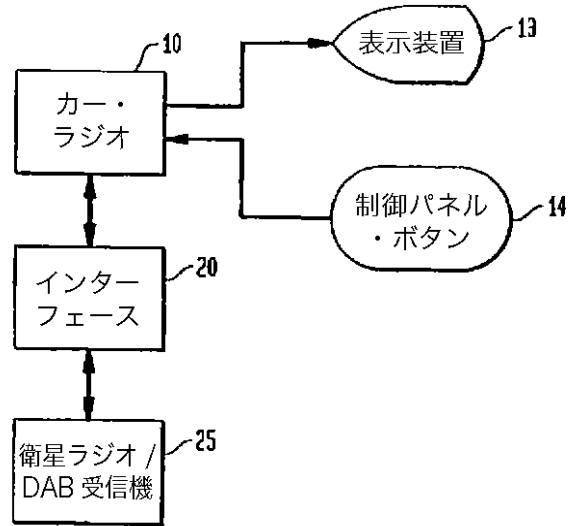 10
カー・
ラジオ
表示装置
13
制御パネル
・ボタン
14
インター
フェース
20
衛星ラジオ /
DAB 受信機
25